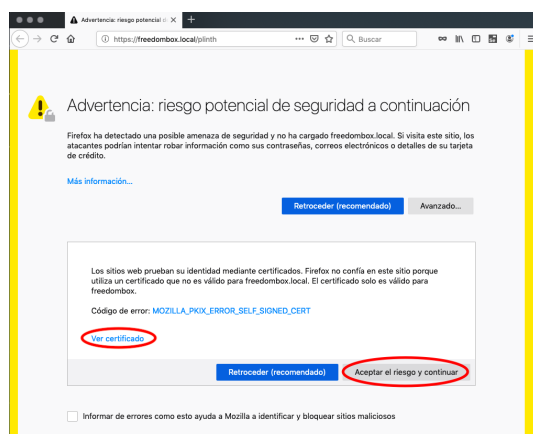 Advertencia: riesgo potencial d
https://freedombox.local/plinth
Buscar
Advertencia: riesgo potencial de seguridad a continuación
Firefox ha detectado una posible amenaza de seguridad y no ha cargado freedombox.local. Si visita este sitio, los
atacantes podrían intentar robar información como sus contraseñas, correos electrónicos o detalles de su tarjeta
de crédito.
Más información...
Retroceder (recomendado)
Avanzado...
Los sitios web prueban su identidad mediante certificados. Firefox no confía en este sitio porque
utiliza un certificado que no es válido para freedombox.local. El certificado solo es válido para
freedombox.
Código de error: MOZILLA_PKIX_ERROR_SELF_SIGNED_CERT
Ver certificado
Retroceder (recomendado)
Aceptar el riesgo y continuar
Informar de errores como esto ayuda a Mozilla a identificar y bloquear sitios maliciosos